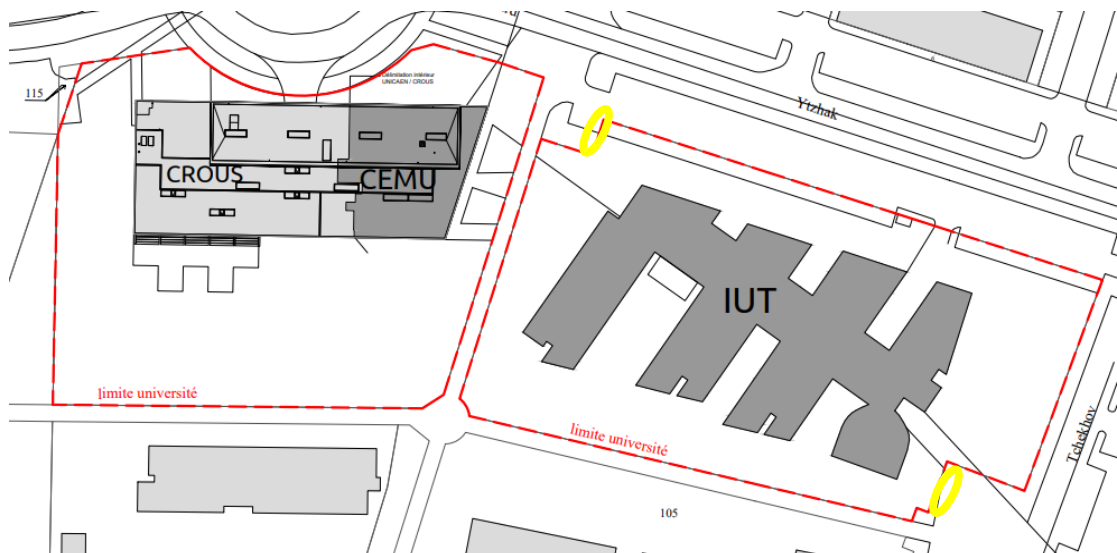 Délimitation intérieur
UNICAEN / CROUS
115
Ytzhak
CROUS
CEMU
IUT
limite université
limite université
Tchekhov
105